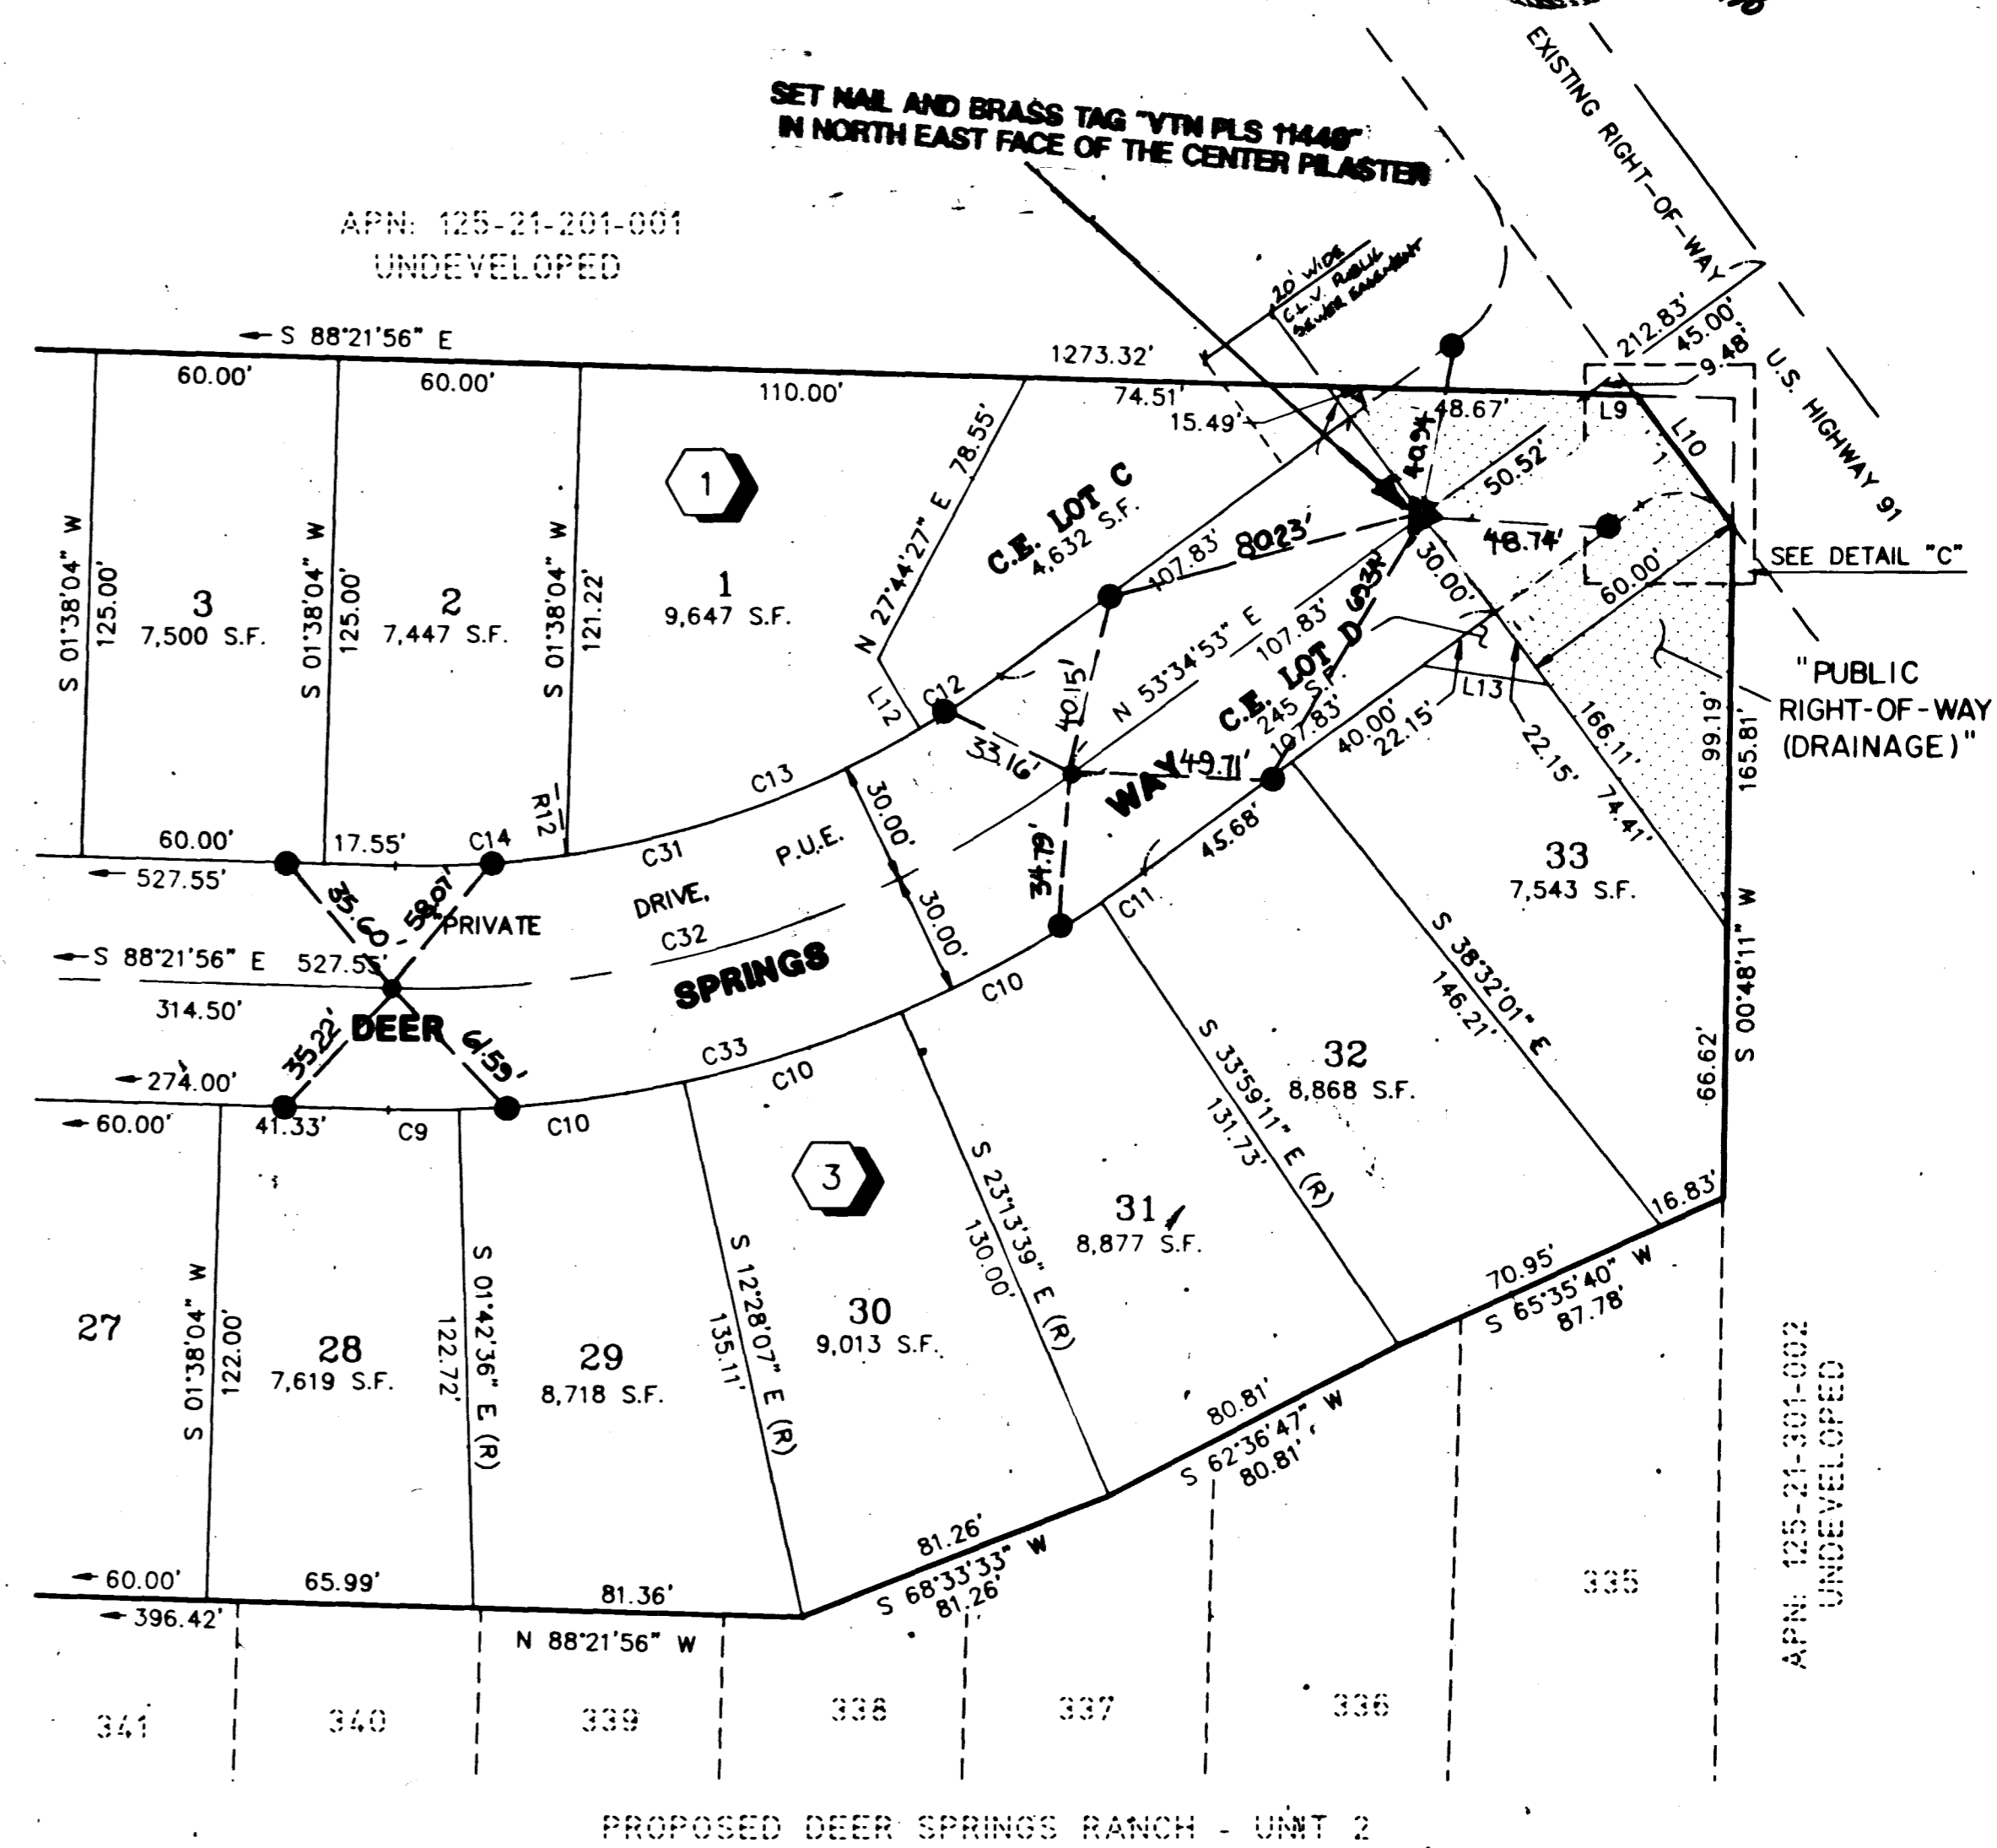 EXISTING RIGHT-OF-WAY
U.S. HIGHWAY 91
SET NAIL AND BRASS TAG "VTN PLS 11449"
IN NORTH EAST FACE OF THE CENTER PILASTER
APN: 125-21-201-001
UNDEVELOPED
20' WIDE
C.L.V. PUBLIC
SEWER EASEMENT
212.83'
45.00'
9.48'
← S 88°21'56" E
1273.32'
60.00'
60.00'
110.00'
74.51'
15.49'
48.67'
L9
L10
S 01°38'04" W
125.00'
3
7,500 S.F.
S 01°38'04" W
125.00'
2
7,447 S.F.
S 01°38'04" W
121.22'
1
1
9,647 S.F.
N 27°44'27" E 78.55'
C.E. LOT C
4,632 S.F.
107.83'
80.23'
40.94'
50.52'
48.74'
30.00'
60.00'
SEE DETAIL "C"
"PUBLIC
RIGHT-OF-WAY
(DRAINAGE)"
L12
C12
40.15'
33.16'
N 53°34'53" E
107.83'
C.E. LOT D
245 S.F.
107.83'
40.00'
22.15'
L13
22.15'
166.11'
74.41'
99.19'
165.81'
S 00°48'11" W
66.62'
60.00'
17.55'
C14
R12
C13
C31
30.00'
30.00'
P.U.E.
WAY
49.71'
45.68'
34.79'
C11
← 527.55'
35.60'
58.07'
"PRIVATE
DRIVE,
C32
← S 88°21'56" E 527.55'
314.50'
DEER
SPRINGS
35.22'
61.59'
← 274.00'
← 60.00'
41.33'
C9
C10
C33
C10
C10
3
27
S 01°38'04" W
122.00'
28
7,619 S.F.
S 01°42'36" E (R)
122.72'
29
8,718 S.F.
S 12°28'07" E (R)
135.11'
30
9,013 S.F.
S 23°13'39" E (R)
130.00'
31
8,877 S.F.
S 33°59'11" E (R)
131.73'
32
8,868 S.F.
S 38°32'01" E
146.21'
33
7,543 S.F.
16.83'
70.95'
S 65°35'40" W
87.78'
80.81'
S 62°36'47" W
80.81'
81.26'
S 68°33'33" W
81.26'
← 60.00'
65.99'
81.36'
← 396.42'
N 88°21'56" W
APN: 125-21-301-002
UNDEVELOPED
341
340
339
338
337
336
335
PROPOSED DEER SPRINGS RANCH - UNIT 2